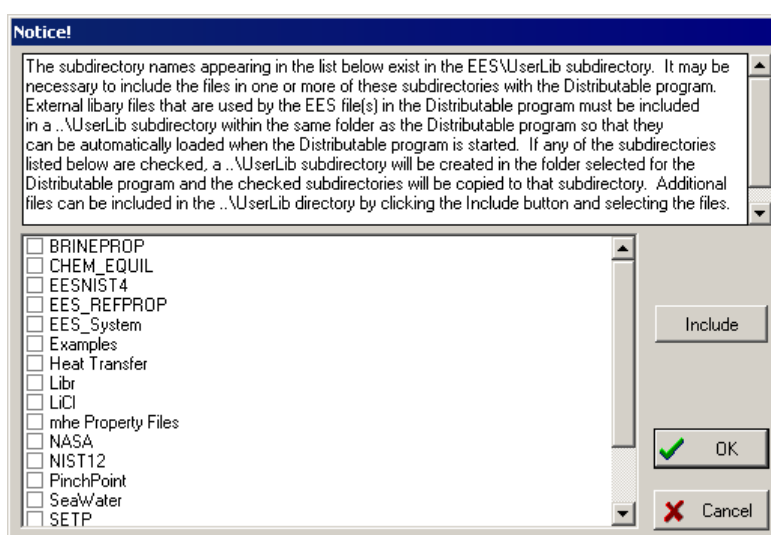 Notice!
The subdirectory names appearing in the list below exist in the EES\UserLib subdirectory.  It may be
necessary to include the files in one or more of these subdirectories with the Distributable program.
External libary files that are used by the EES file(s) in the Distributable program must be included
in a ..\UserLib subdirectory within the same folder as the Distributable program so that they
can be automatically loaded when the Distributable program is started.  If any of the subdirectories
listed below are checked, a ..\UserLib subdirectory will be created in the folder selected for the
Distributable program and the checked subdirectories will be copied to that subdirectory.  Additional
files can be included in the ..\UserLib directory by clicking the Include button and selecting the files.
BRINEPROP
CHEM_EQUIL
EESNIST4
EES_REFPROP
EES_System
Examples
Heat Transfer
Libr
LiCl
mhe Property Files
NASA
NIST12
PinchPoint
SeaWater
SETP
Include
OK
Cancel